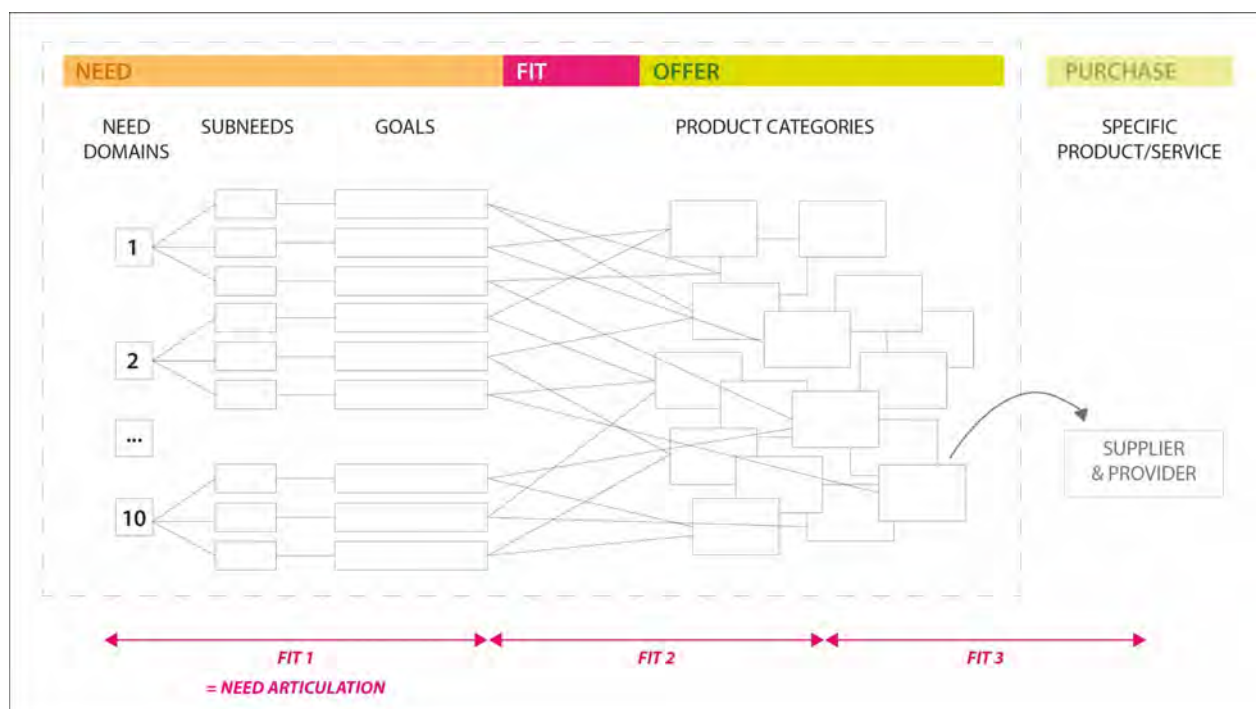 NEED
FIT
OFFER
PURCHASE
NEED
DOMAINS
SUBNEEDS
GOALS
PRODUCT CATEGORIES
SPECIFIC
PRODUCT/SERVICE
1
2
...
10
SUPPLIER
& PROVIDER
FIT 1
= NEED ARTICULATION
FIT 2
FIT 3